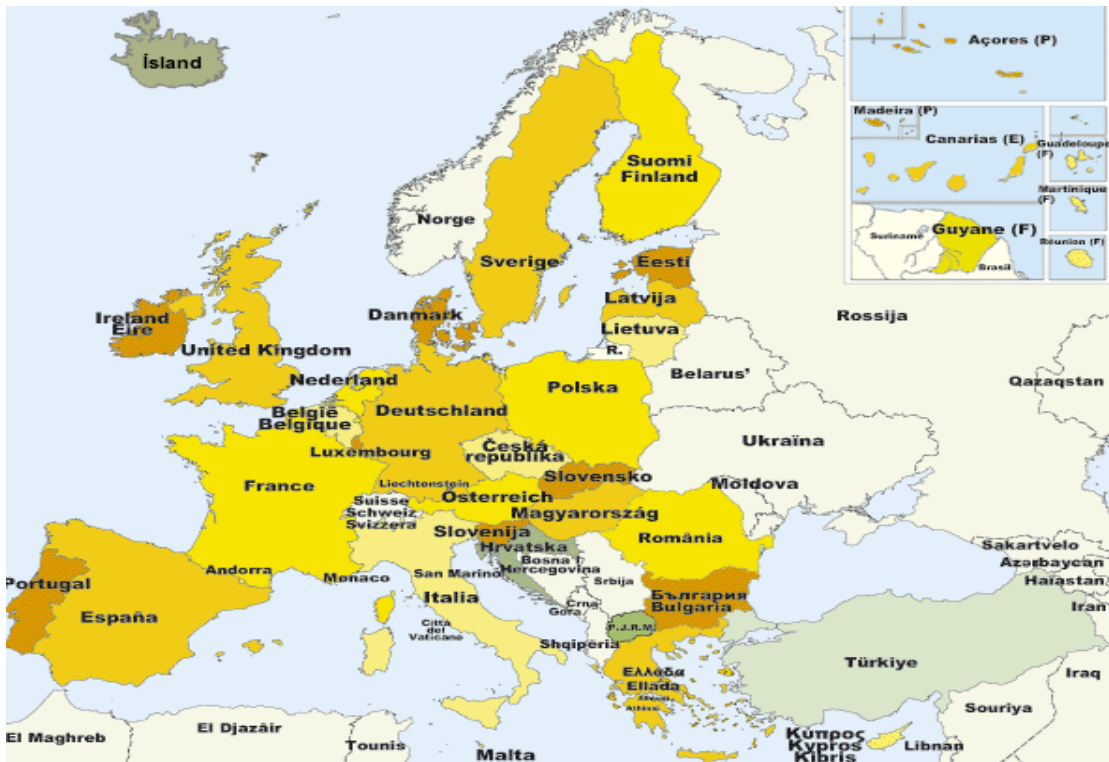 Ísland
Açores (P)
Madeira (P)
Canarias (E)
Guadeloupe
(F)
Martinique
(F)
Guyane (F)
Suriname
Brasil
Réunion (F)
Suomi
Finland
Norge
Sverige
Eesti
Latvija
Lietuva
R.
Rossija
Ireland
Éire
Danmark
United Kingdom
Nederland
België
Belgique
Deutschland
Polska
Belarus'
Qazaqstan
Luxembourg
Česká
republika
Ukraïna
France
Liechtenstein
Slovensko
Moldova
Suisse
Schweiz
Svizzera
Österreich
Magyarország
Slovenija
România
Hrvatska
Bosna i
Hercegovina
Andorra
Monaco
San Marino
Srbija
Sakartvelo
Azərbaycan
Haïastan
Iran
Portugal
España
Italia
Città
del
Vaticano
Crna
Gora
България
Bulgaria
P.J.R.M.
Shqipëria
Türkiye
Iraq
Ελλαδα
Ellada
Souriya
El Maghreb
El Djazâir
Tounis
Malta
Κύπρος
Kypros
Kibris
Libnan